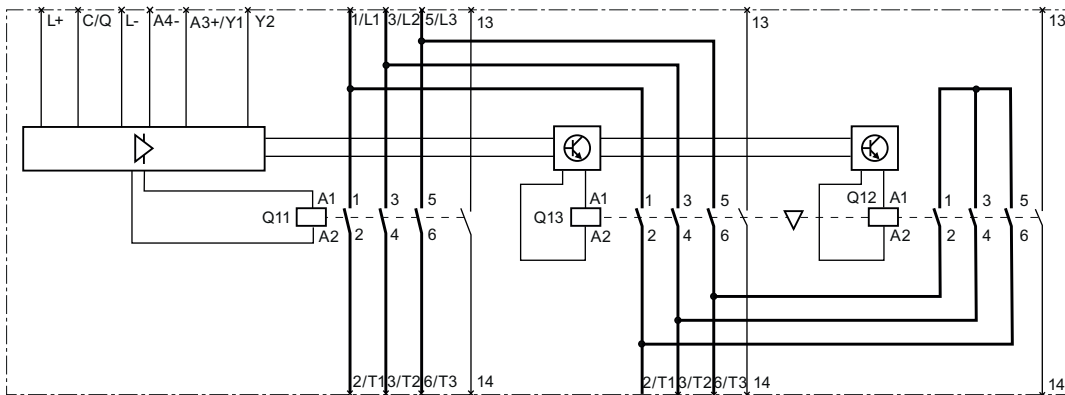 L+ C/Q L- A4- A3+/Y1 Y2 1/L1 3/L2 5/L3 13 13 13
A1 1 3 5 A1 1 3 5 A1 1 3 5
Q11 Q13 Q12
A2 2 4 6 A2 2 4 6 A2 2 4 6
2/T1 3/T2 6/T3 14 2/T1 3/T2 6/T3 14 14